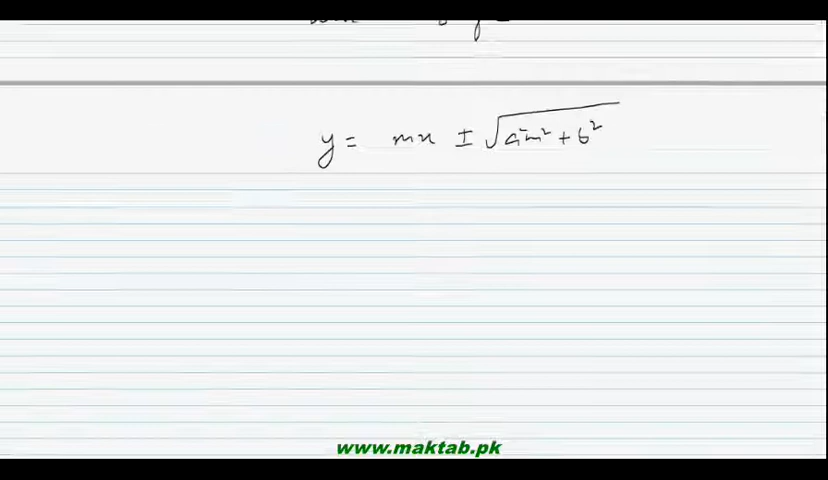 y = mx ± √a²m² + b²
www.maktab.pk